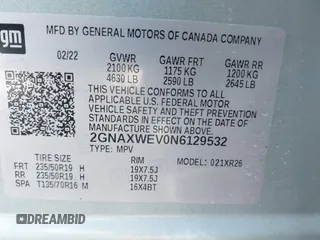 gm
MFD BY GENERAL MOTORS OF CANADA COMPANY
02/22 GVWR GAWR FRT GAWR RR
2100 KG 1175 KG 1200 KG
4630 LB 2590 LB 2645 LB
THIS VEHICLE CONFORMS TO ALL
APPLICABLE U.S. FEDERAL MOTOR
VEHICLE SAFETY, BUMPER, AND
THEFT PREVENTION STANDARDS
IN EFFECT ON THE DATE OF
MANUFACTURE SHOWN ABOVE.
2GNAXWEV0N6129532
TYPE: MPV
TIRE SIZE RIM MODEL: 021XR26
FRT 235/50R19 H 19X7.5J
RR 235/50R19 H 19X7.5J
SPA T135/70R16 M 16X4BT